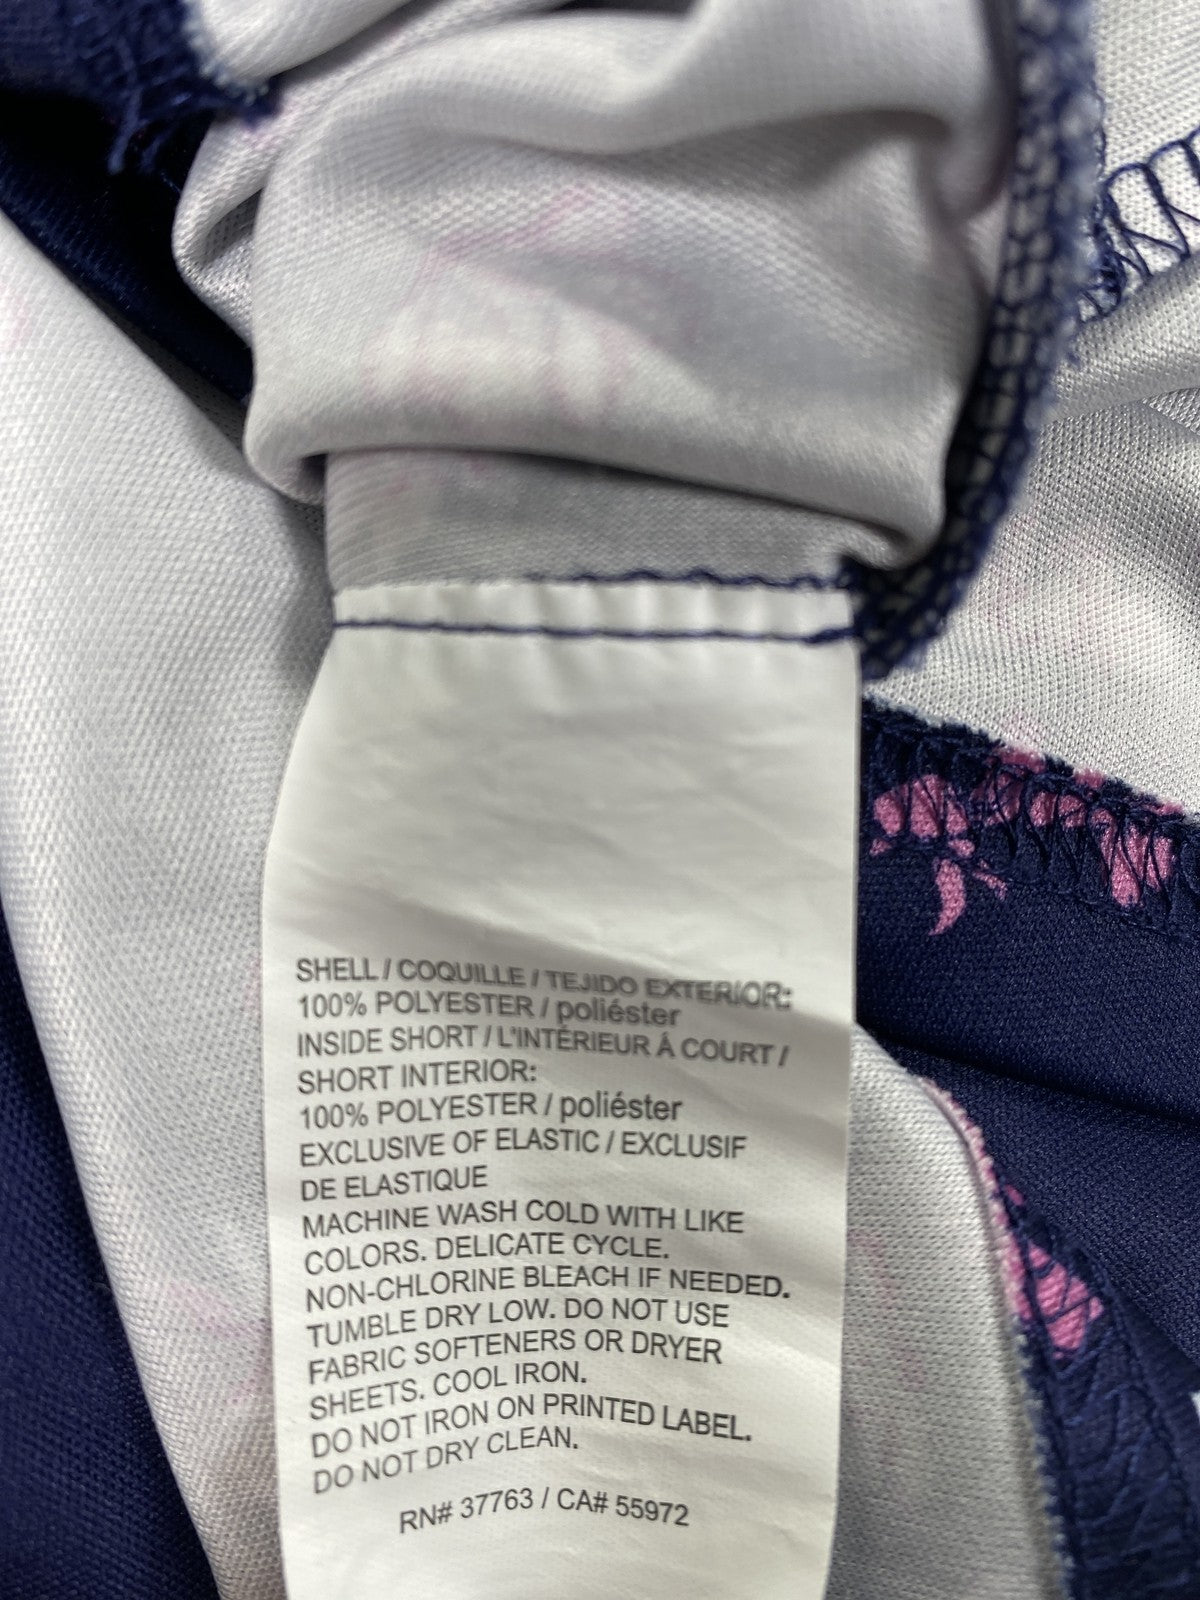 SHELL / COQUILLE / TEJIDO EXTERIOR:
100% POLYESTER / poliéster
INSIDE SHORT / L'INTÉRIEUR Á COURT /
SHORT INTERIOR:
100% POLYESTER / poliéster
EXCLUSIVE OF ELASTIC / EXCLUSIF
DE ELASTIQUE
MACHINE WASH COLD WITH LIKE
COLORS. DELICATE CYCLE.
NON-CHLORINE BLEACH IF NEEDED.
TUMBLE DRY LOW. DO NOT USE
FABRIC SOFTENERS OR DRYER
SHEETS. COOL IRON.
DO NOT IRON ON PRINTED LABEL.
DO NOT DRY CLEAN.
RN# 37763 / CA# 55972